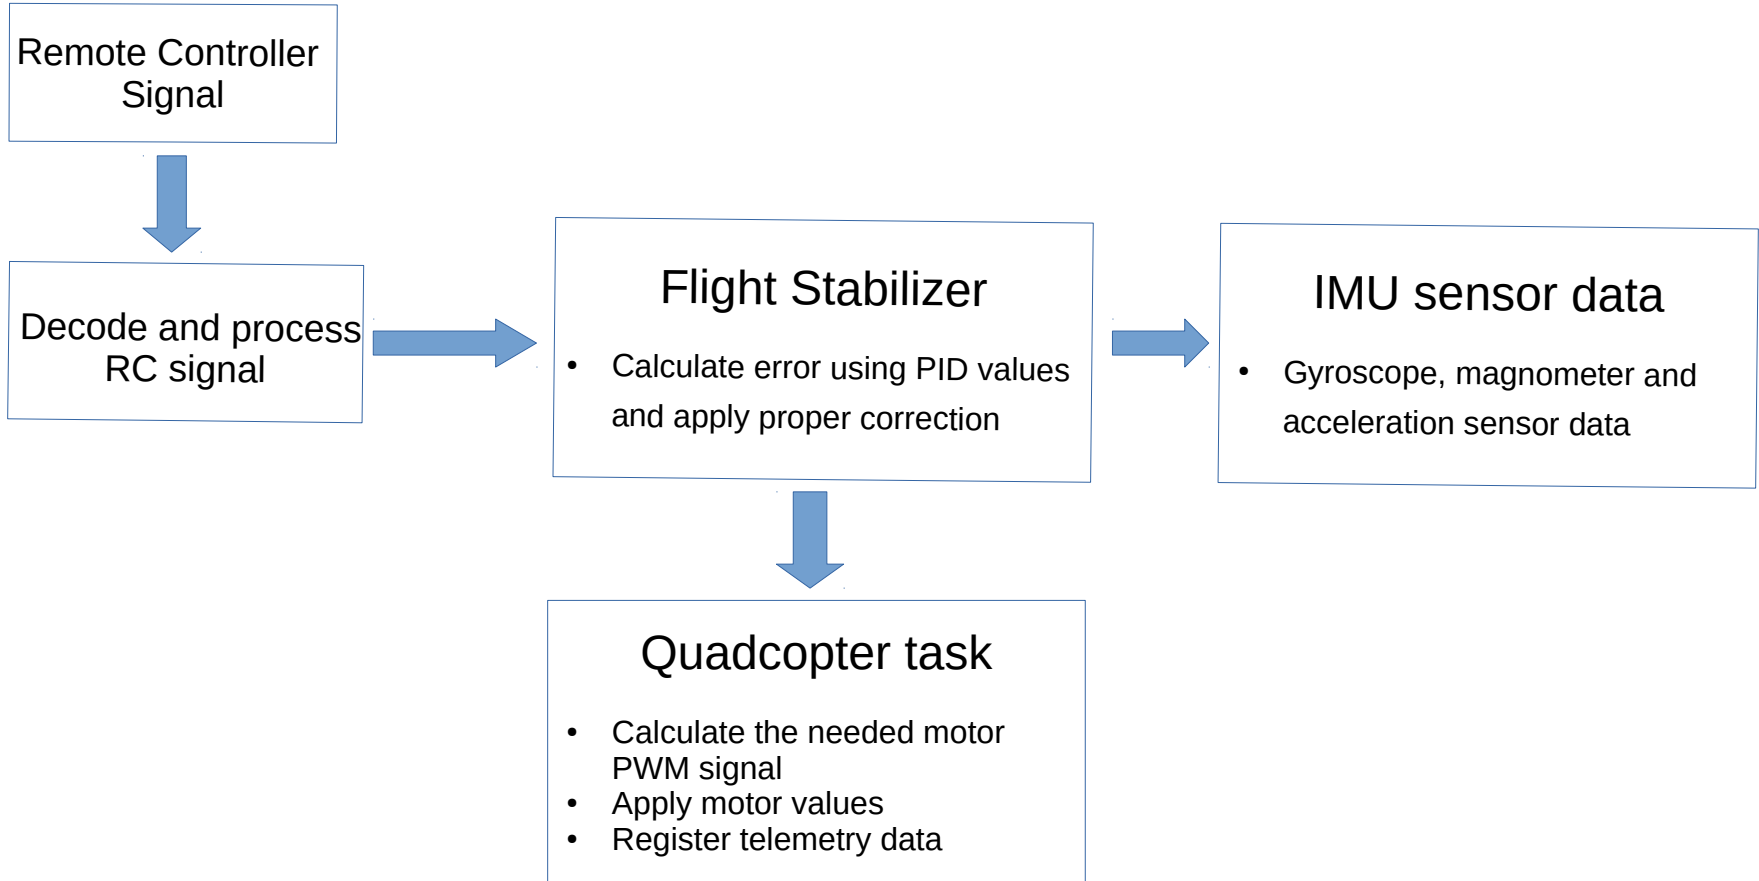 Remote Controller
Signal
Decode and process
RC signal
Flight Stabilizer
• Calculate error using PID values
and apply proper correction
IMU sensor data
• Gyroscope, magnometer and
acceleration sensor data
Quadcopter task
• Calculate the needed motor
PWM signal
• Apply motor values
• Register telemetry data